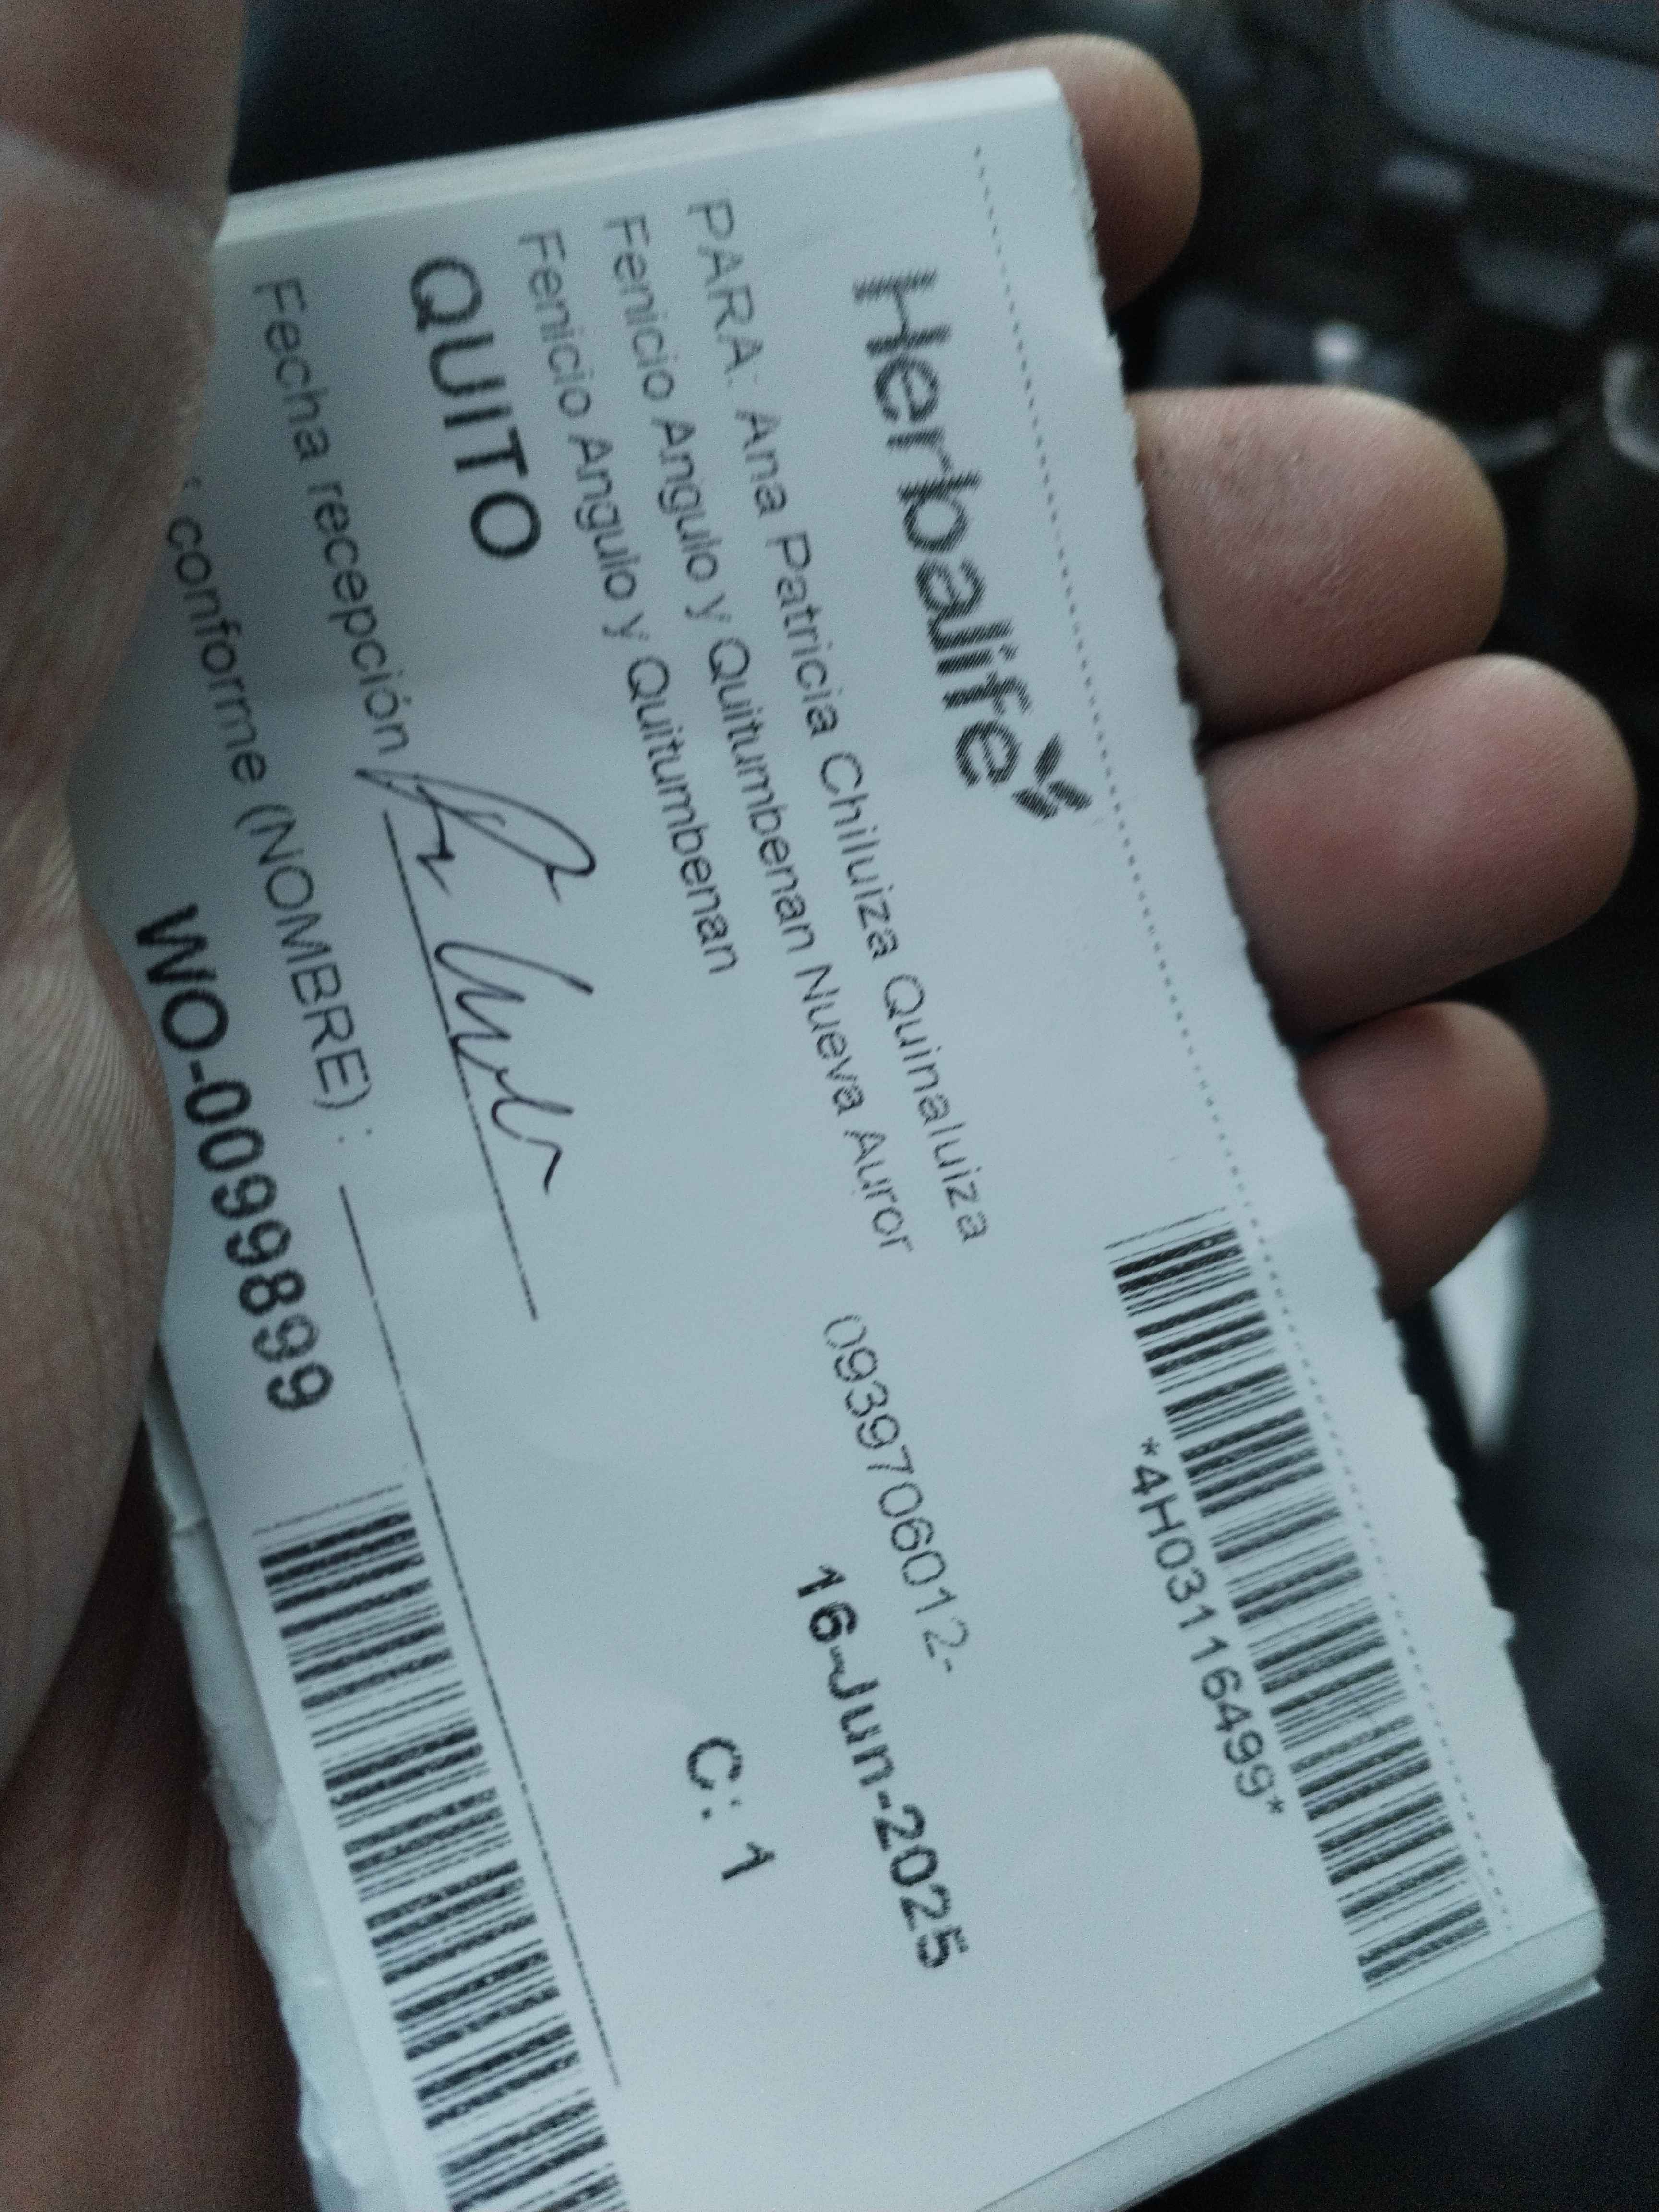 Herbalife
*4H03116499*
PARA: Ana Patricia Chiluiza Quinaluiza
Fenicio Angulo y Quitumbenan Nueva Auror 0939706012-
Fenicio Angulo y Quitumbenan
16-Jun-2025
QUITO
C: 1
Fecha recepción
conforme (NOMBRE) :
WO-0099899